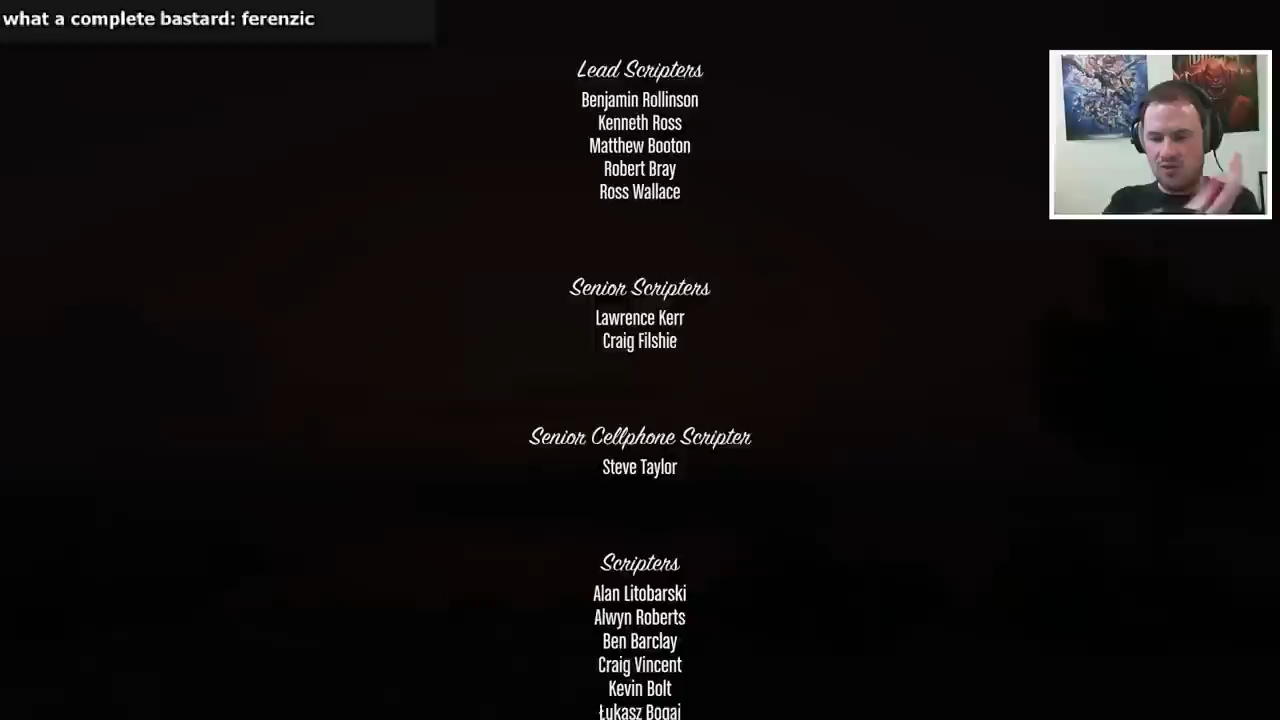 what a complete bastard: ferenzic
Lead Scripters
Benjamin Rollinson
Kenneth Ross
Matthew Booton
Robert Bray
Ross Wallace
Senior Scripters
Lawrence Kerr
Craig Filshie
Senior Cellphone Scripter
Steve Taylor
Scripters
Alan Litobarski
Alwyn Roberts
Ben Barclay
Craig Vincent
Kevin Bolt
Łukasz Bogaj